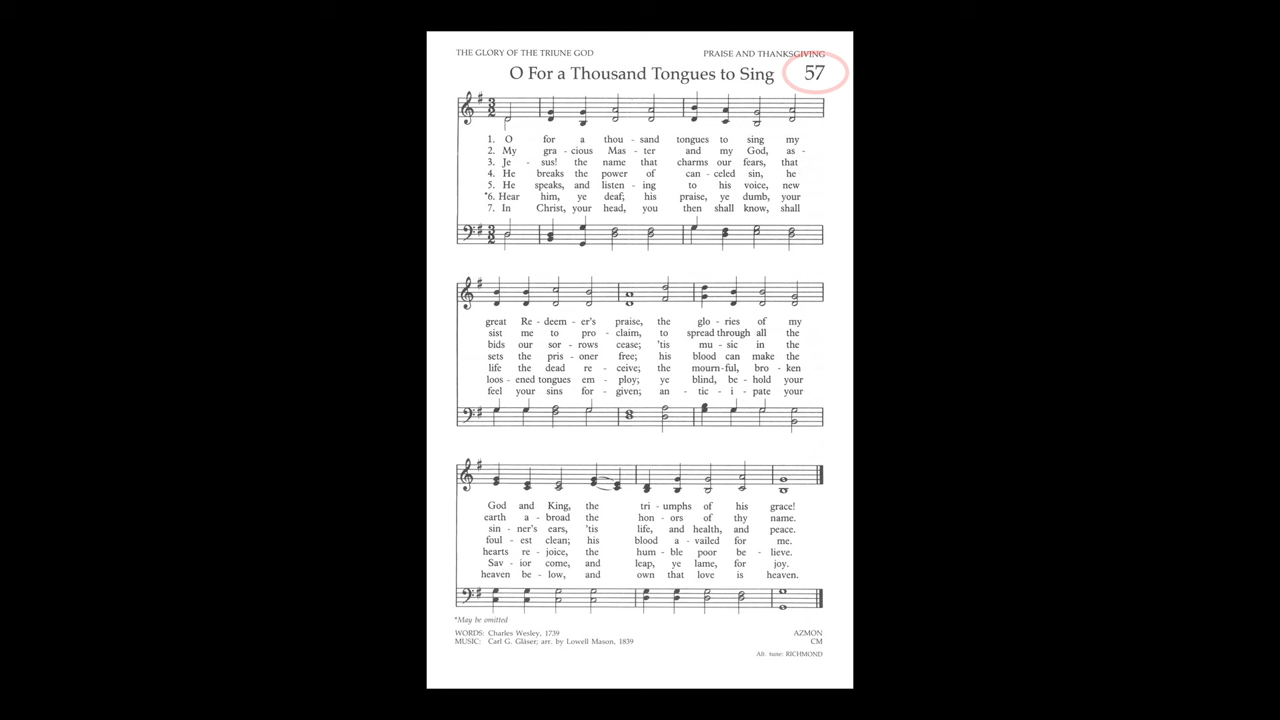 THE GLORY OF THE TRIUNE GOD PRAISE AND THANKSGIVING
O For a Thousand Tongues to Sing 57
1. O for a thou - sand tongues to sing my
2. My gra - cious Mas - ter and my God, as -
3. Je - sus! the name that charms our fears, that
4. He breaks the power of can - celed sin, he
5. He speaks, and listen - ing to his voice, new
*6. Hear him, ye deaf; his praise, ye dumb, your
7. In Christ, your head, you then shall know, shall
great Re - deem - er's praise, the glo - ries of my
sist me to pro - claim, to spread through all the
bids our sor - rows cease; 'tis mu - sic in the
sets the pris - oner free; his blood can make the
life the dead re - ceive; the mourn - ful, bro - ken
loos - ened tongues em - ploy; ye blind, be - hold your
feel your sins for - given; an - tic - i - pate your
God and King, the tri - umphs of his grace!
earth a - broad the hon - ors of thy name.
sin - ner's ears, 'tis life, and health, and peace.
foul - est clean; his blood a - vailed for me.
hearts re - joice, the hum - ble poor be - lieve.
Sav - ior come, and leap, ye lame, for joy.
heaven be - low, and own that love is heaven.
*May be omitted
WORDS: Charles Wesley, 1739 AZMON
MUSIC: Carl G. Gläser; arr. by Lowell Mason, 1839 CM
Alt. tune: RICHMOND